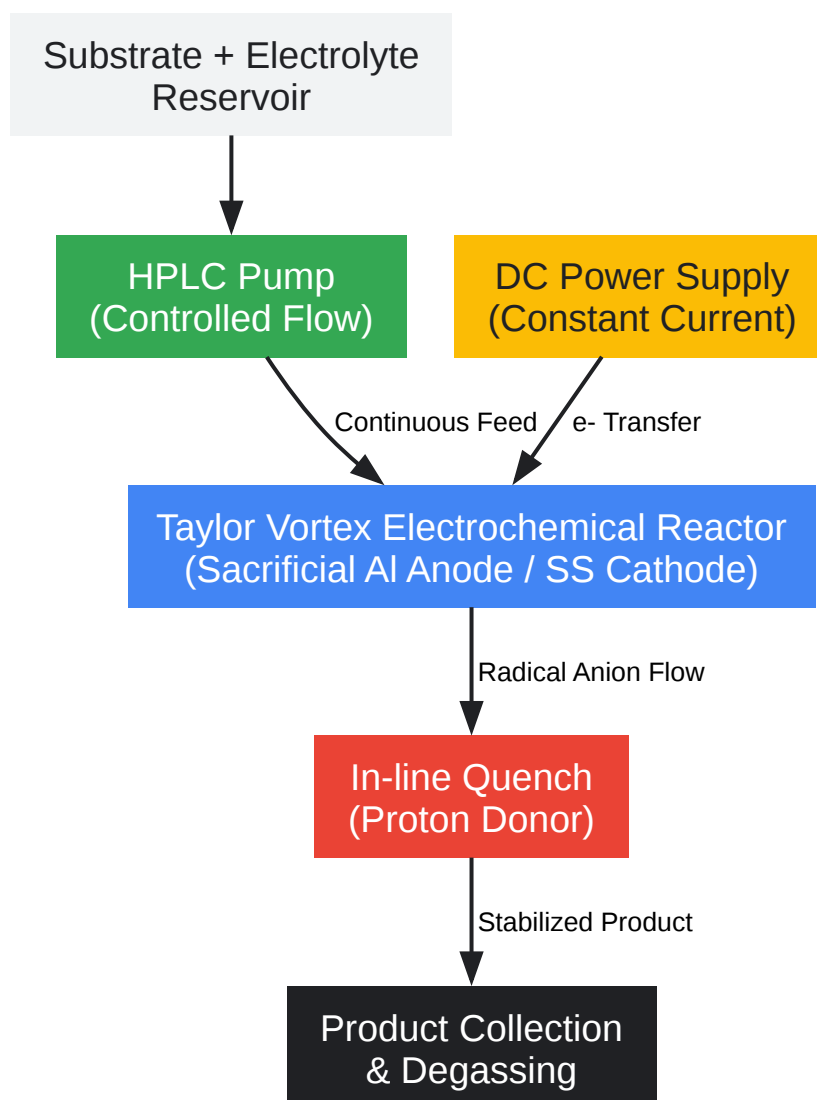 Substrate + Electrolyte
Reservoir
HPLC Pump
(Controlled Flow)
DC Power Supply
(Constant Current)
Continuous Feed
e- Transfer
Taylor Vortex Electrochemical Reactor
(Sacrificial Al Anode / SS Cathode)
Radical Anion Flow
In-line Quench
(Proton Donor)
Stabilized Product
Product Collection
& Degassing